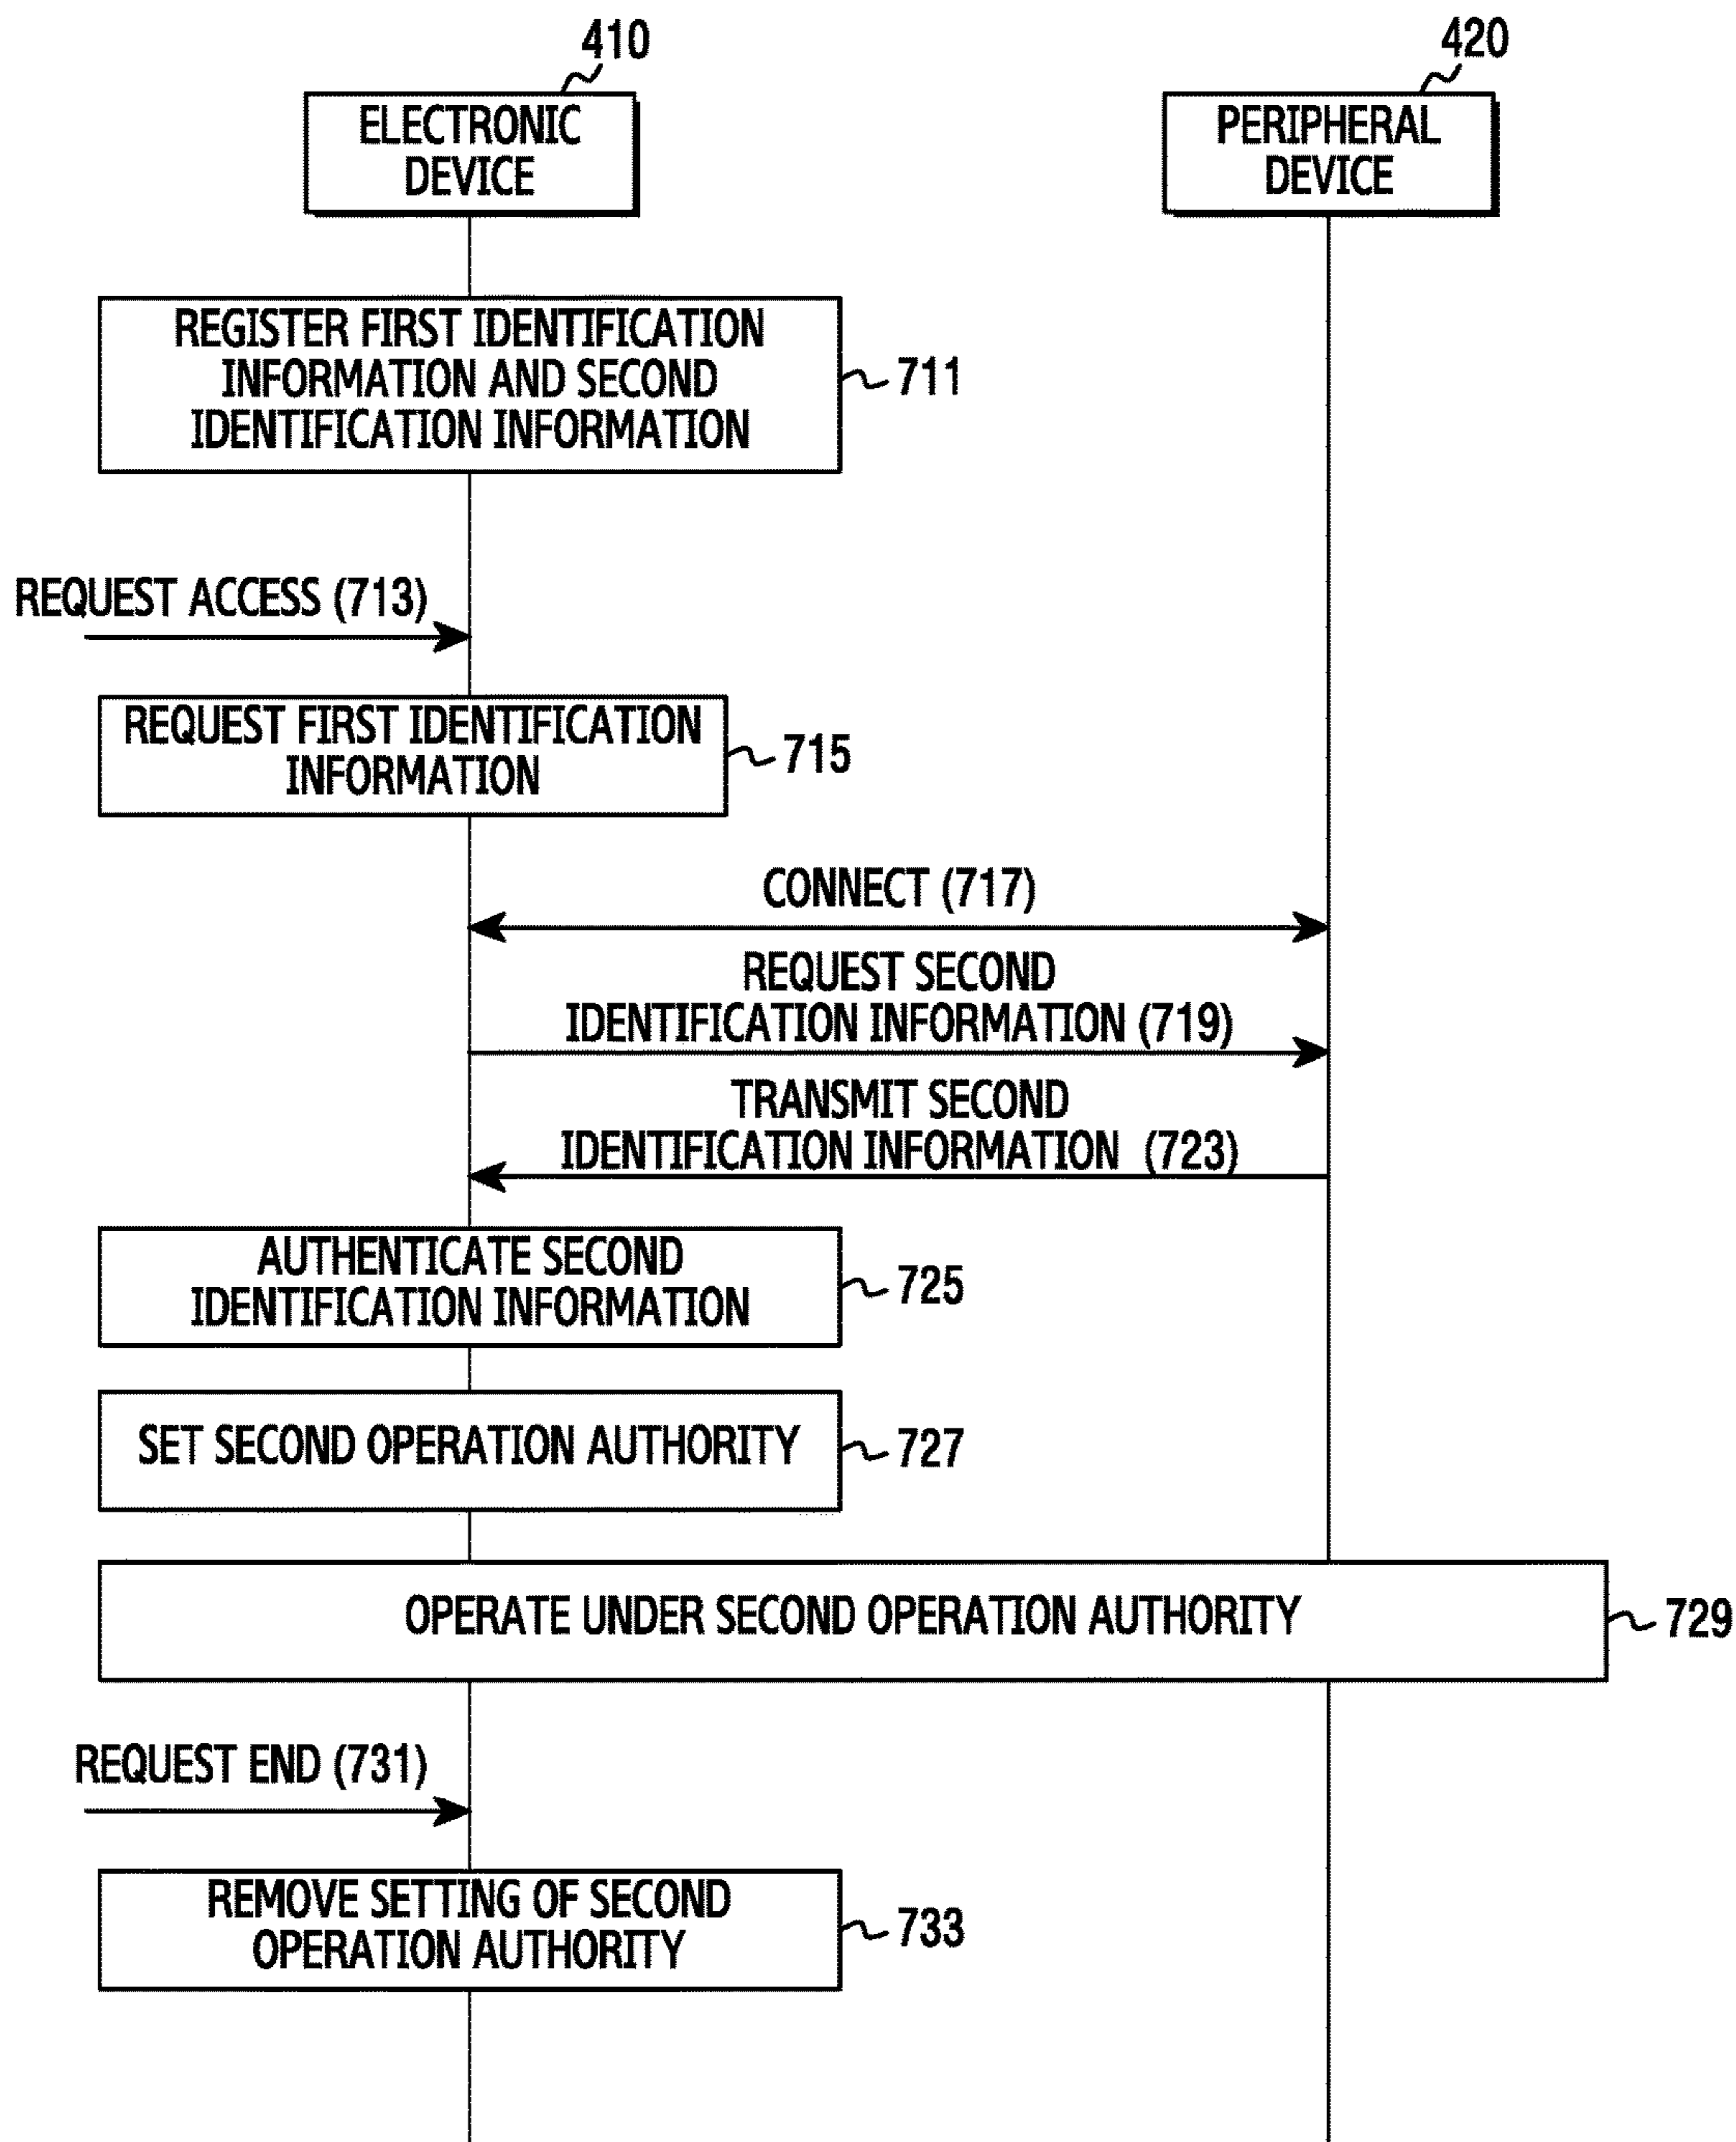 410
420
ELECTRONIC
DEVICE
PERIPHERAL
DEVICE
REGISTER FIRST IDENTIFICATION
INFORMATION AND SECOND
IDENTIFICATION INFORMATION
711
REQUEST ACCESS (713)
REQUEST FIRST IDENTIFICATION
INFORMATION
715
CONNECT (717)
REQUEST SECOND
IDENTIFICATION INFORMATION (719)
TRANSMIT SECOND
IDENTIFICATION INFORMATION (723)
AUTHENTICATE SECOND
IDENTIFICATION INFORMATION
725
SET SECOND OPERATION AUTHORITY
727
OPERATE UNDER SECOND OPERATION AUTHORITY
729
REQUEST END (731)
REMOVE SETTING OF SECOND
OPERATION AUTHORITY
733